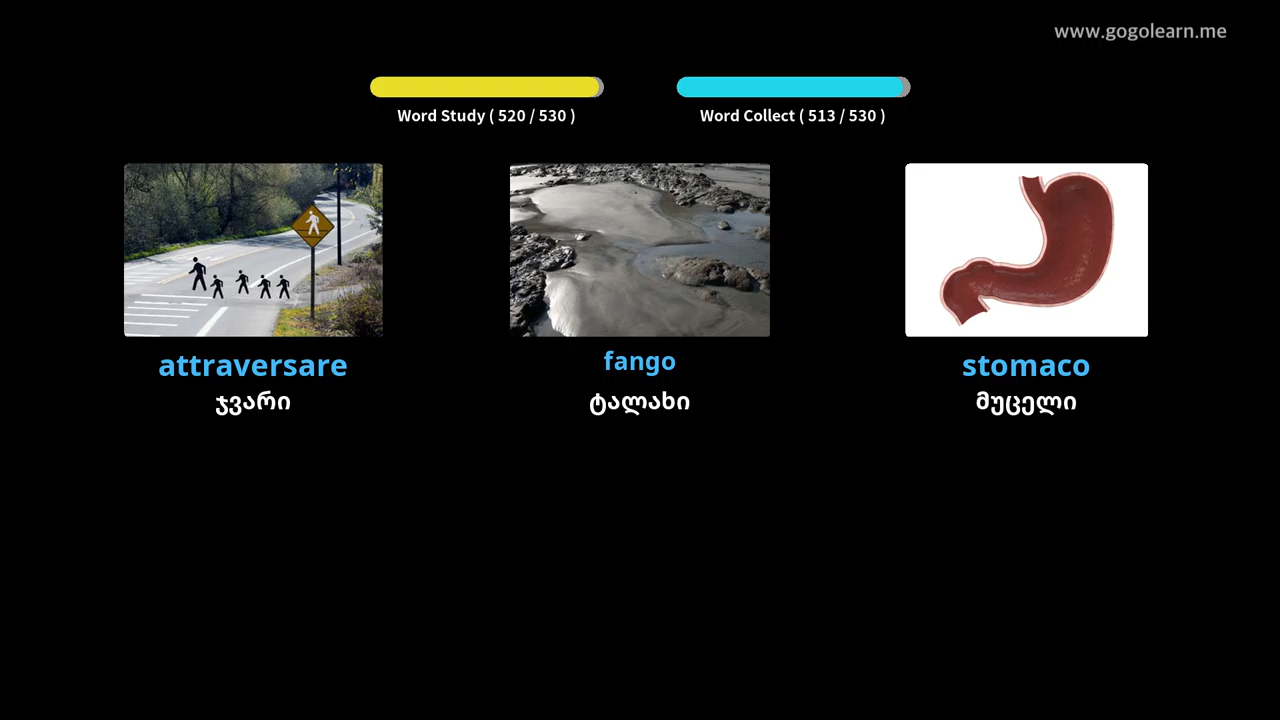 www.gogolearn.me
Word Study ( 520 / 530 )
Word Collect ( 513 / 530 )
attraversare
ჯვარი
fango
ტალახი
stomaco
მუცელი